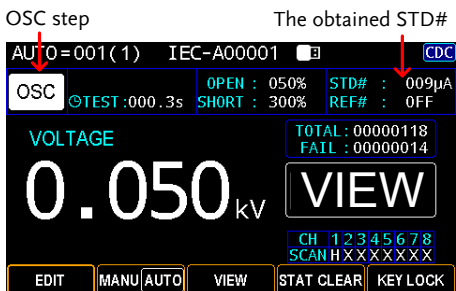 OSC step
The obtained STD#
AUTO=001(1) IEC-A00001 CDC
OSC OPEN : 050% STD# : 009µA
TEST:000.3s SHORT : 300% REF# : OFF
VOLTAGE
TOTAL:00000118
FAIL :00000014
0.050kV
VIEW
CH 12345678
SCAN HXXXXXXX
EDIT MANU AUTO VIEW STAT CLEAR KEY LOCK